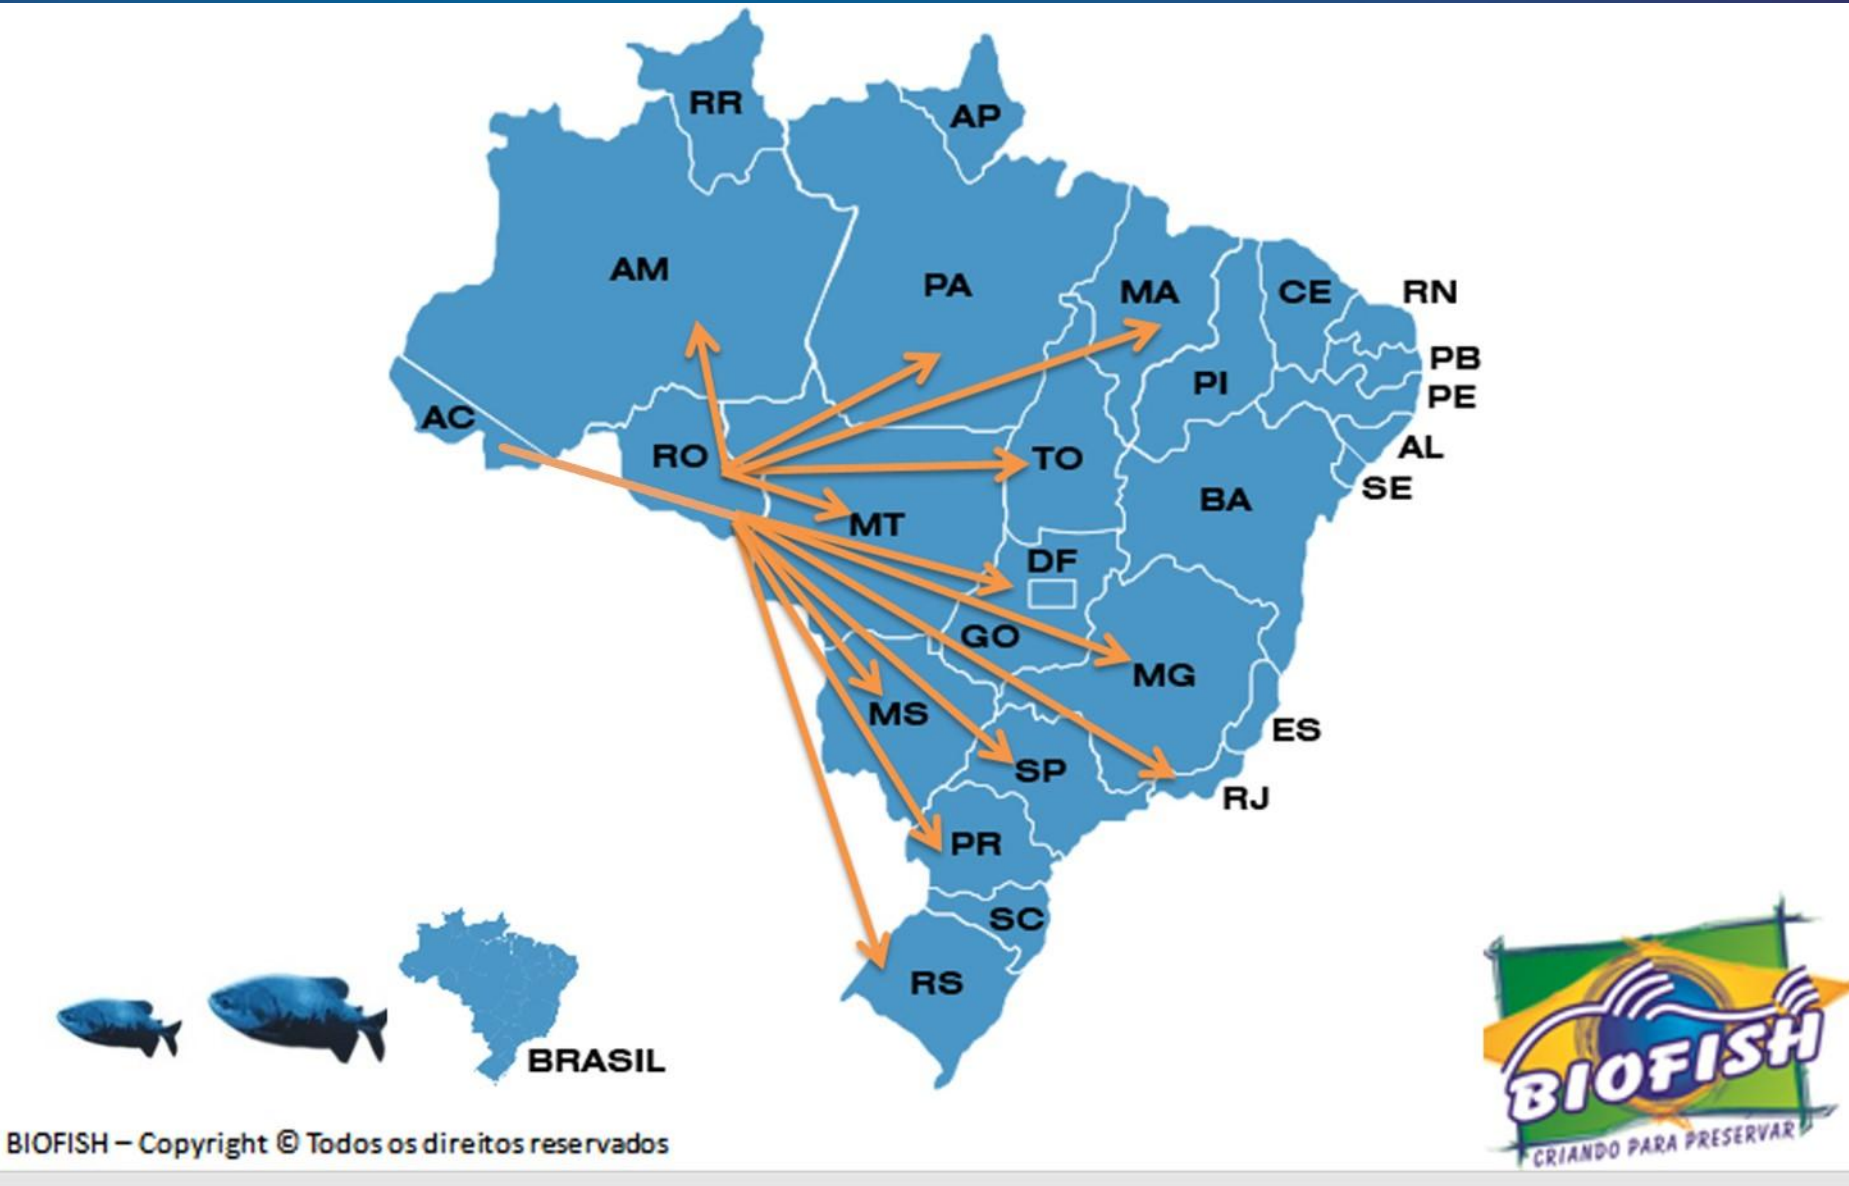 RR
AP
AM
PA
MA
CE
RN
PB
PI
PE
AC
AL
RO
TO
SE
BA
MT
DF
GO
MG
MS
ES
SP
RJ
PR
SC
RS
BRASIL
BIOFISH
CRIANDO PARA PRESERVAR
BIOFISH – Copyright © Todos os direitos reservados